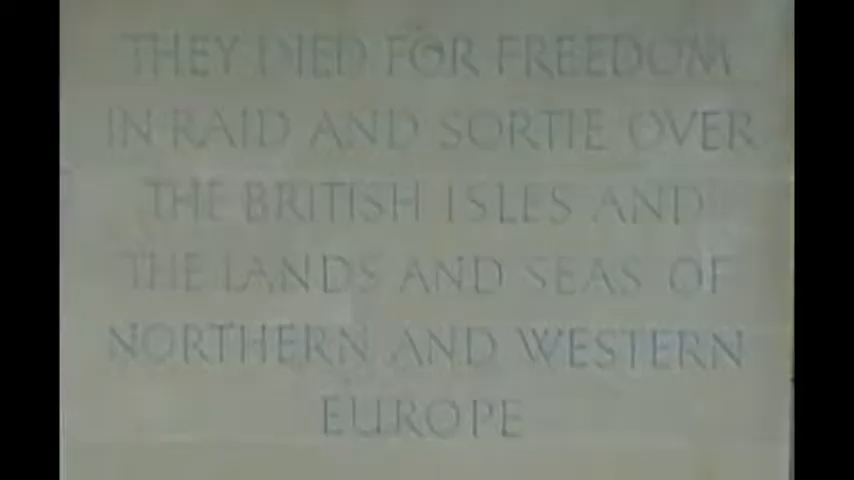 THEY DIED FOR FREEDOM
IN RAID AND SORTIE OVER
THE BRITISH ISLES AND
THE LANDS AND SEAS OF
NORTHERN AND WESTERN
EUROPE